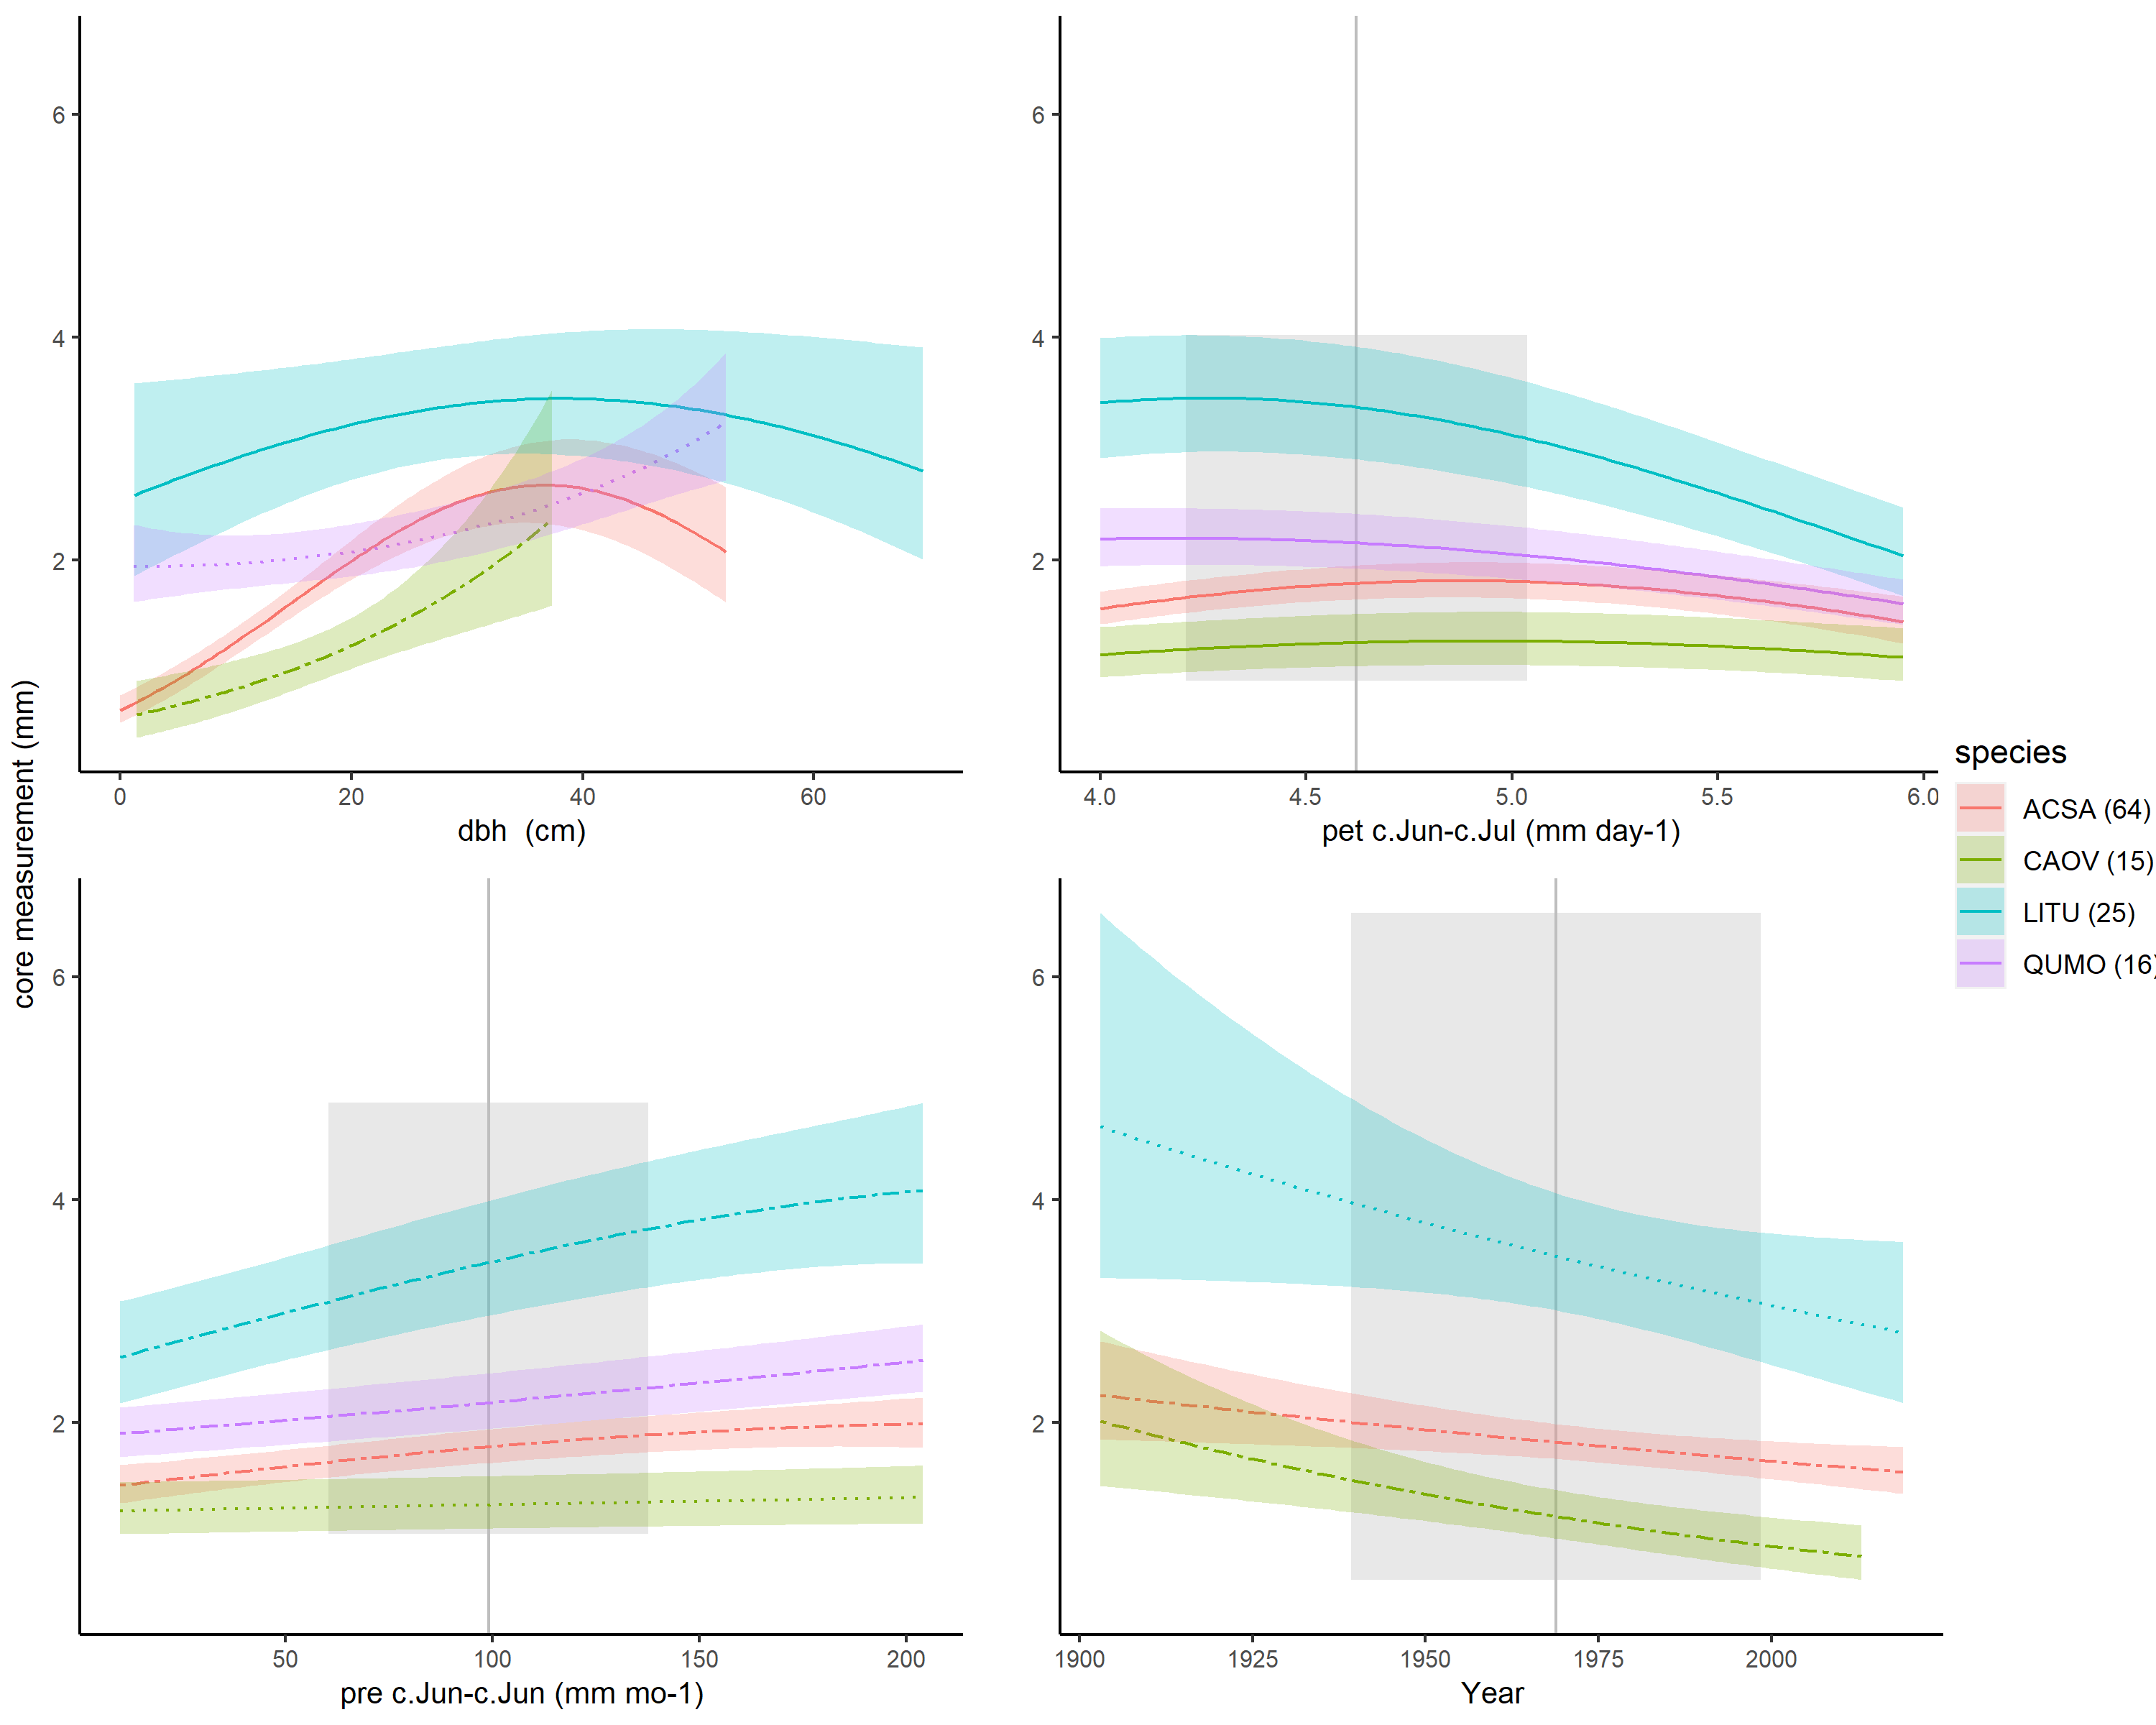 6
4
2
0 20 40 60
dbh  (cm)
6
4
2
4.0 4.5 5.0 5.5 6.0
pet c.Jun-c.Jul (mm day-1)
core measurement (mm)
6
4
2
50 100 150 200
pre c.Jun-c.Jun (mm mo-1)
6
4
2
1900 1925 1950 1975 2000
Year
species
ACSA (64)
CAOV (15)
LITU (25)
QUMO (16)